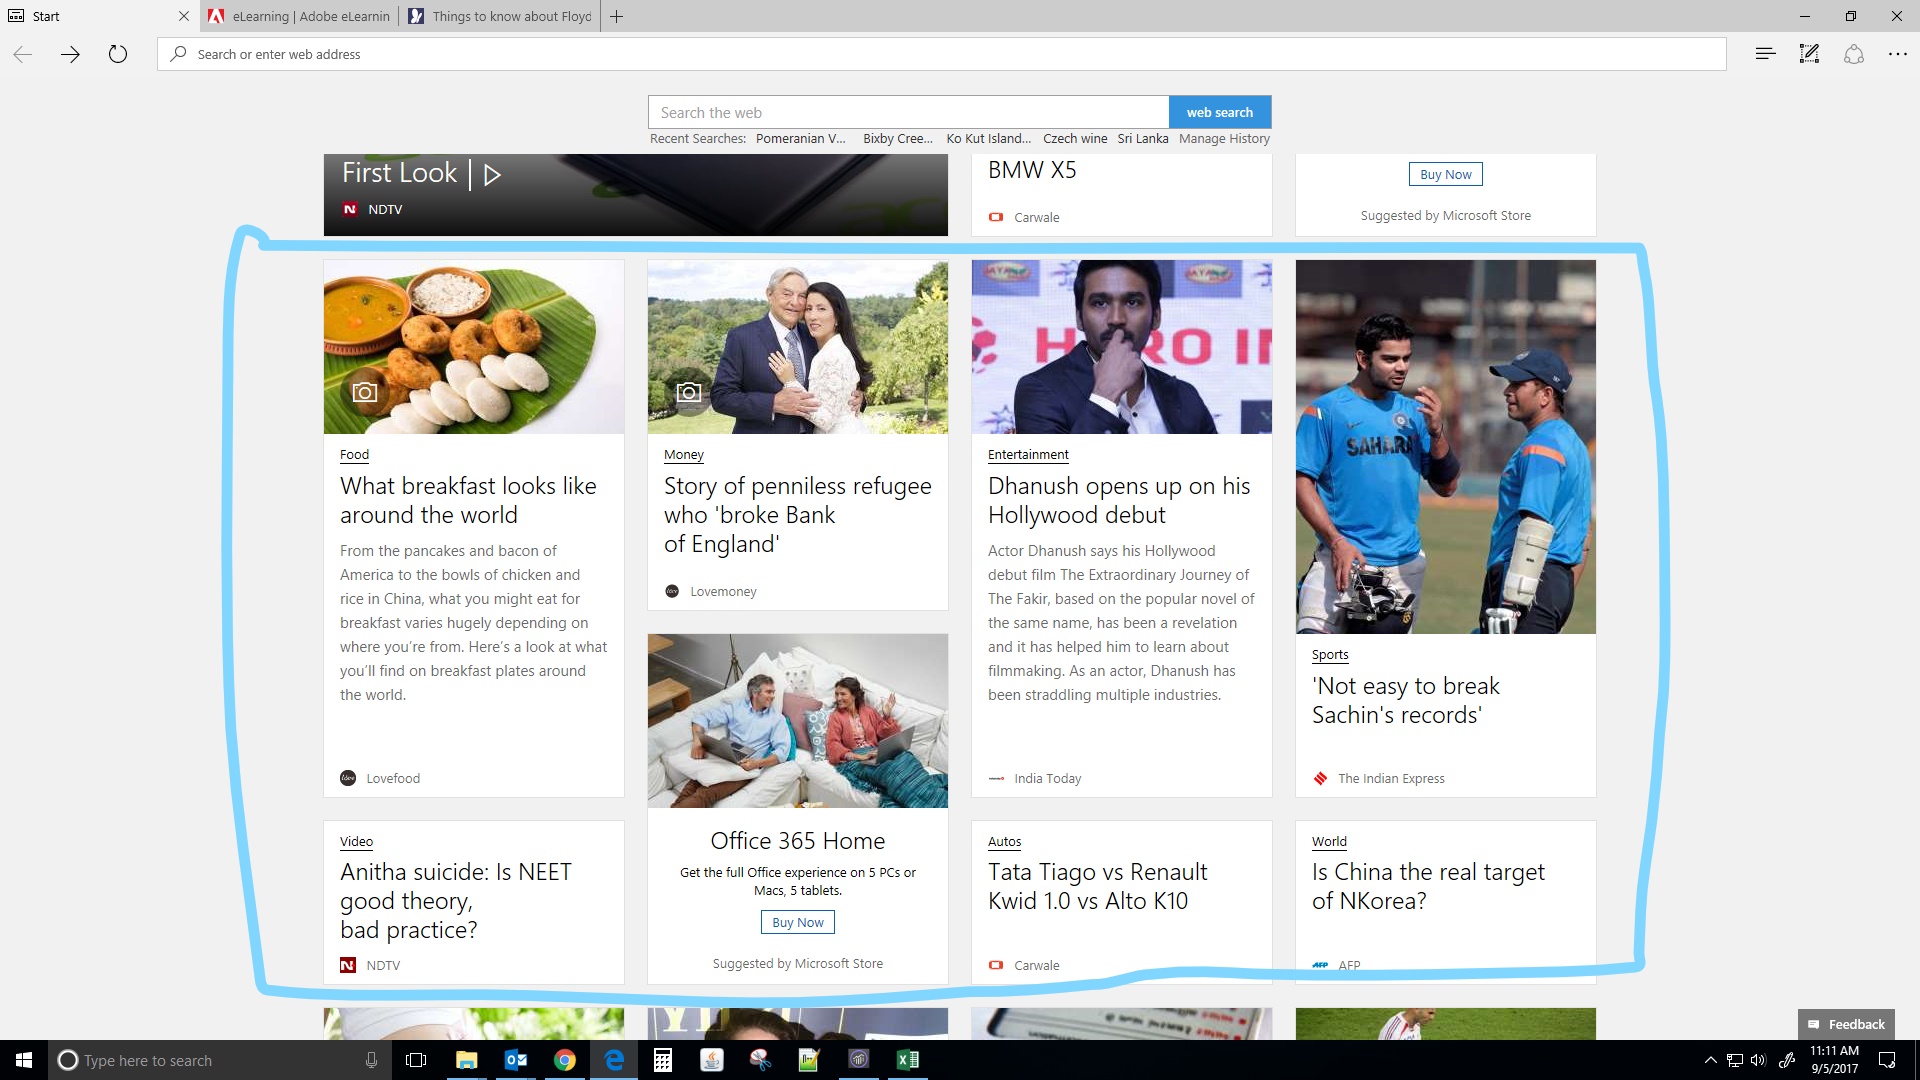 Start
eLearning | Adobe eLearnin
Things to know about Floyd
Search or enter web address
Search the web
web search
Recent Searches: Pomeranian V... Bixby Cree... Ko Kut Island... Czech wine Sri Lanka Manage History
First Look
NDTV
BMW X5
Carwale
Buy Now
Suggested by Microsoft Store
Food
What breakfast looks like
around the world
From the pancakes and bacon of
America to the bowls of chicken and
rice in China, what you might eat for
breakfast varies hugely depending on
where you're from. Here's a look at what
you'll find on breakfast plates around
the world.
Lovefood
Money
Story of penniless refugee
who 'broke Bank
of England'
Lovemoney
HERO IN
Entertainment
Dhanush opens up on his
Hollywood debut
Actor Dhanush says his Hollywood
debut film The Extraordinary Journey of
The Fakir, based on the popular novel of
the same name, has been a revelation
and it has helped him to learn about
filmmaking. As an actor, Dhanush has
been straddling multiple industries.
India Today
SAHARA
Sports
'Not easy to break
Sachin's records'
The Indian Express
Video
Anitha suicide: Is NEET
good theory,
bad practice?
NDTV
Office 365 Home
Get the full Office experience on 5 PCs or
Macs, 5 tablets.
Buy Now
Suggested by Microsoft Store
Autos
Tata Tiago vs Renault
Kwid 1.0 vs Alto K10
Carwale
World
Is China the real target
of NKorea?
AFP
Feedback
Type here to search
11:11 AM
9/5/2017